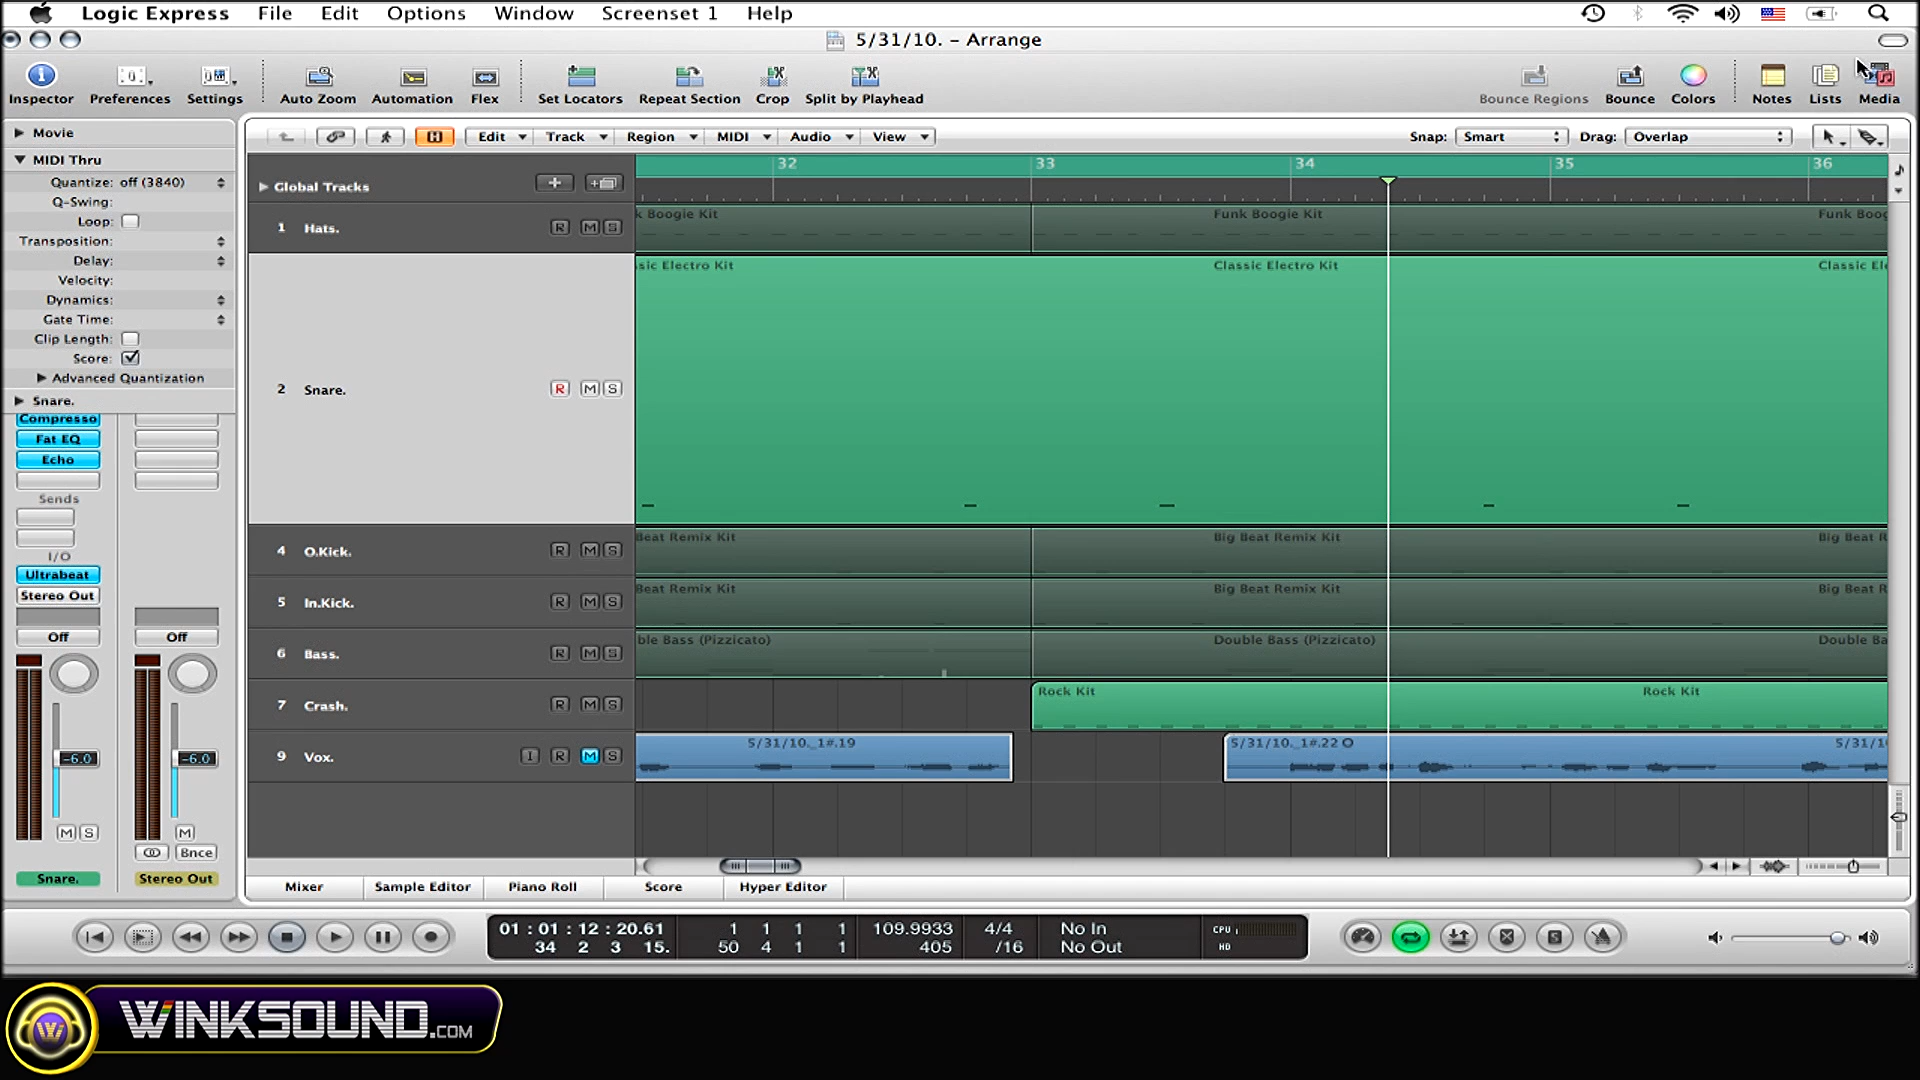 Logic Express File Edit Options Window Screenset 1 Help
5/31/10. - Arrange
Inspector Preferences Settings Auto Zoom Automation Flex Set Locators Repeat Section Crop Split by Playhead Bounce Regions Bounce Colors Notes Lists Media
Movie
MIDI Thru
Quantize: off (3840)
Q-Swing:
Loop:
Transposition:
Delay:
Velocity:
Dynamics:
Gate Time:
Clip Length:
Score:
Advanced Quantization
Snare.
Compresso
Fat EQ
Echo
Sends
I/O
Ultrabeat
Stereo Out
Off Off
-6.0 -6.0
M S M
Bnce
Snare. Stereo Out
Edit Track Region MIDI Audio View Snap: Smart Drag: Overlap
32 33 34 35 36
Global Tracks
1 Hats. R M S
k Boogie Kit Funk Boogie Kit Funk Boog
2 Snare. R M S
sic Electro Kit Classic Electro Kit Classic Ele
4 O.Kick. R M S
Beat Remix Kit Big Beat Remix Kit Big Beat R
5 In.Kick. R M S
Beat Remix Kit Big Beat Remix Kit Big Beat R
6 Bass. R M S
ble Bass (Pizzicato) Double Bass (Pizzicato) Double Ba
7 Crash. R M S
Rock Kit Rock Kit
9 Vox. I R M S
5/31/10._1#.19 5/31/10._1#.22 5/31/1
Mixer Sample Editor Piano Roll Score Hyper Editor
01 : 01 : 12 : 20.61 1 1 1 1 109.9933 4/4 No In CPU
34 2 3 15. 50 4 1 1 405 /16 No Out HD
W WINKSOUND.COM